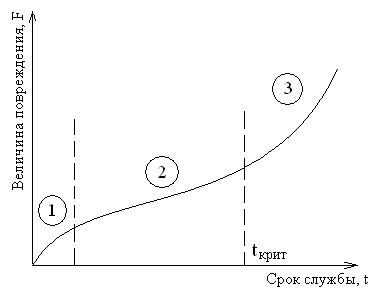 Величина повреждения, F
1
2
3
tкрит
Срок службы, t